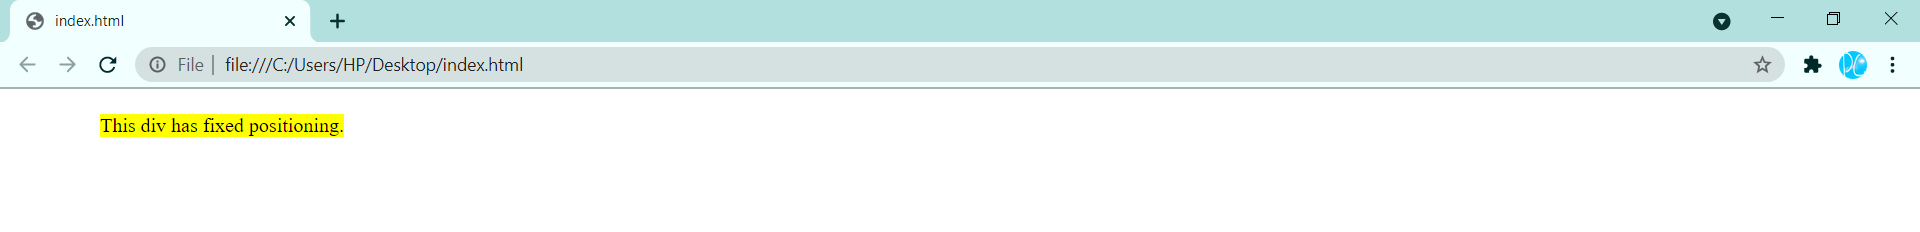 index.html
File | file:///C:/Users/HP/Desktop/index.html
This div has fixed positioning.